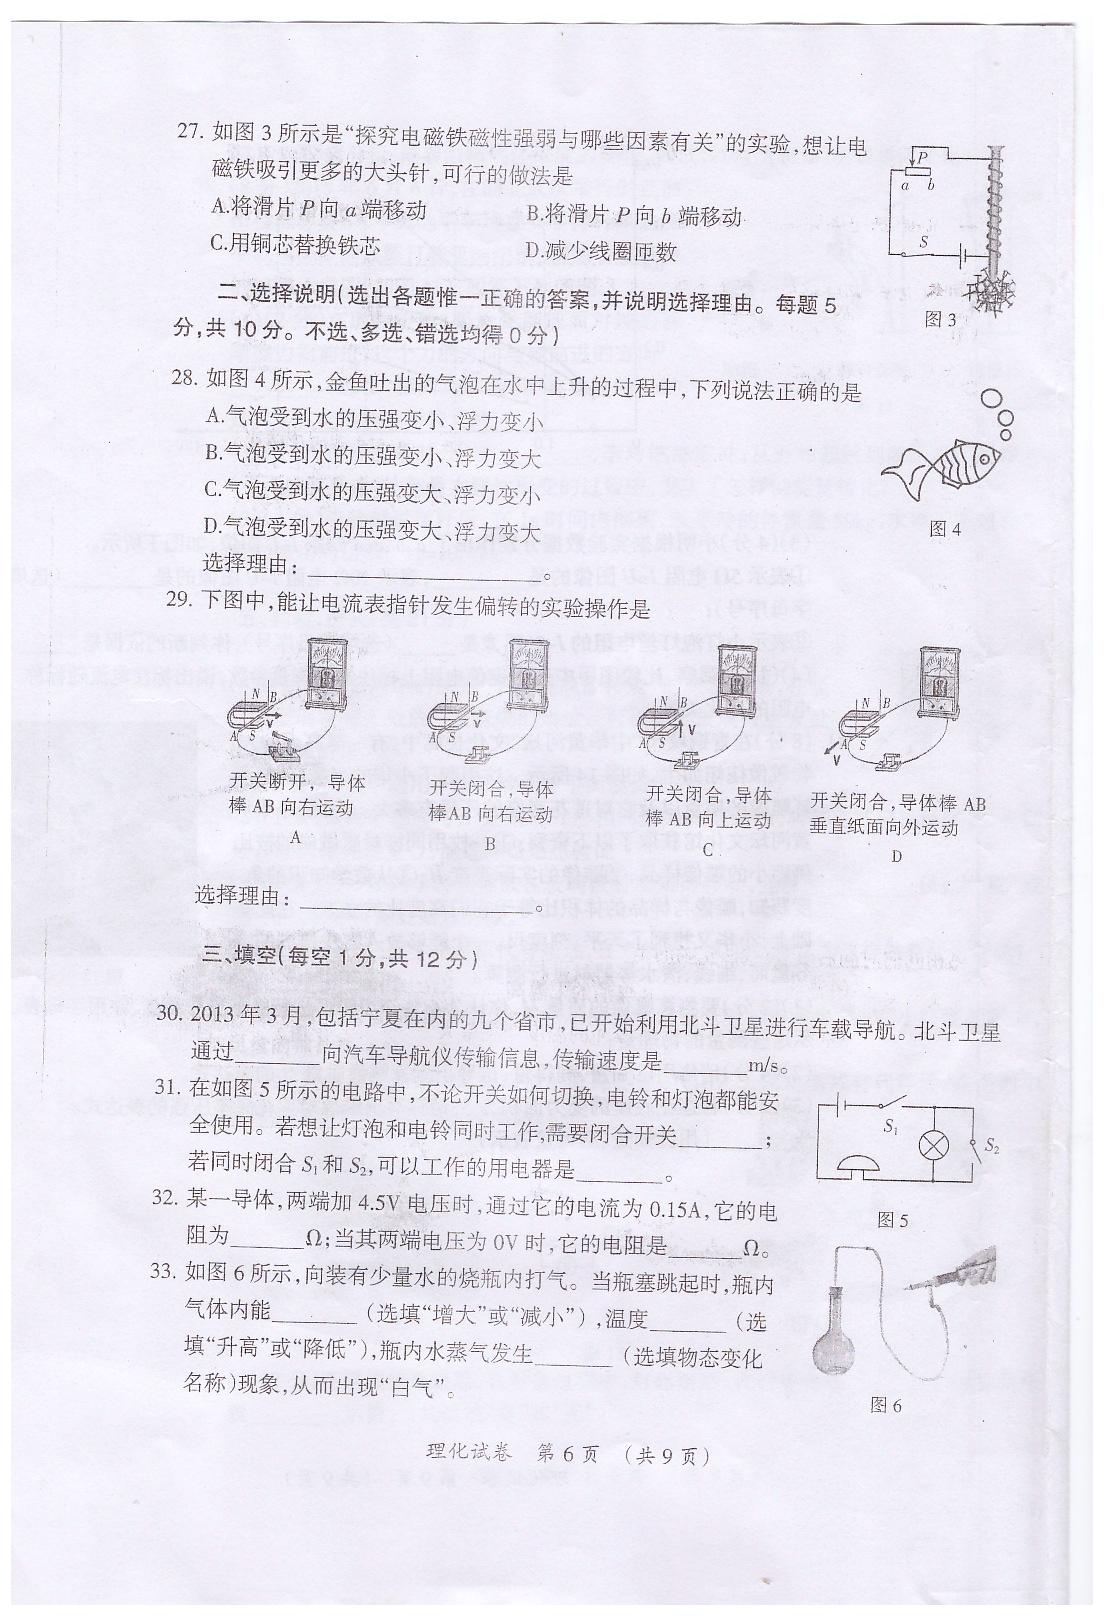 27. 如图3所示是“探究电磁铁磁性强弱与哪些因素有关”的实验,想让电
磁铁吸引更多的大头针,可行的做法是
A.将滑片P向a端移动 B.将滑片P向b端移动
C.用铜芯替换铁芯 D.减少线圈匝数
P
a b
S
图3
二、选择说明(选出各题惟一正确的答案,并说明选择理由。每题5
分,共10分。不选、多选、错选均得0分)
28. 如图4所示,金鱼吐出的气泡在水中上升的过程中,下列说法正确的是
A.气泡受到水的压强变小、浮力变小
B.气泡受到水的压强变小、浮力变大
C.气泡受到水的压强变大、浮力变小
D.气泡受到水的压强变大、浮力变大
图4
选择理由:____________________。
29. 下图中,能让电流表指针发生偏转的实验操作是
N B A S v
N B A S v
N B A S v
N B A S v
开关断开，导体
棒AB向右运动
A
开关闭合,导体
棒AB向右运动
B
开关闭合,导体
棒AB向上运动
C
开关闭合,导体棒AB
垂直纸面向外运动
D
选择理由:____________________。
三、填空(每空1分,共12分)
30. 2013年3月,包括宁夏在内的九个省市,已开始利用北斗卫星进行车载导航。北斗卫星
通过_______向汽车导航仪传输信息,传输速度是_______m/s。
31. 在如图5所示的电路中,不论开关如何切换,电铃和灯泡都能安
全使用。若想让灯泡和电铃同时工作,需要闭合开关_______;
若同时闭合S₁和S₂,可以工作的用电器是_______。
S₁
S₂
图5
32. 某一导体,两端加4.5V电压时,通过它的电流为0.15A,它的电
阻为______Ω;当其两端电压为0V时,它的电阻是______Ω。
33. 如图6所示,向装有少量水的烧瓶内打气。当瓶塞跳起时,瓶内
气体内能_______(选填“增大”或“减小”),温度______(选
填“升高”或“降低”),瓶内水蒸气发生______(选填物态变化
名称)现象,从而出现“白气”。
图6
理化试卷 第6页 (共9页)